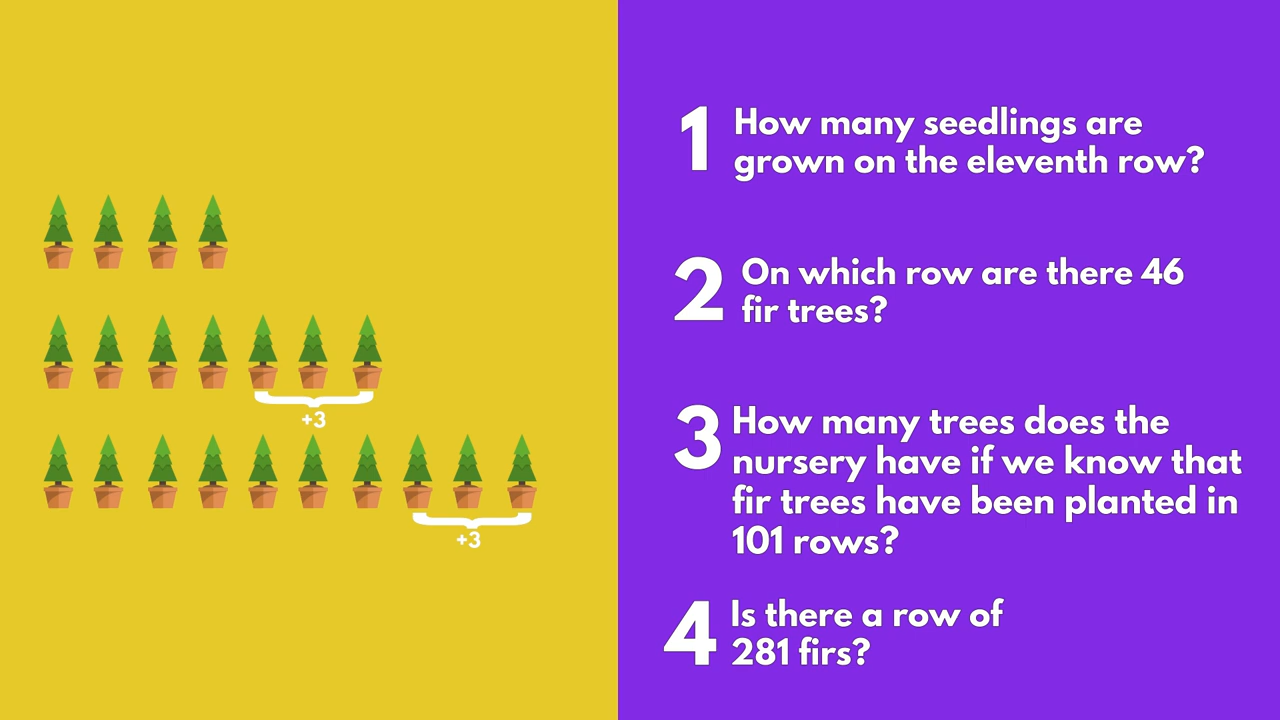 +3
+3
1
How many seedlings are
grown on the eleventh row?
2
On which row are there 46
fir trees?
3
How many trees does the
nursery have if we know that
fir trees have been planted in
101 rows?
4
Is there a row of
281 firs?